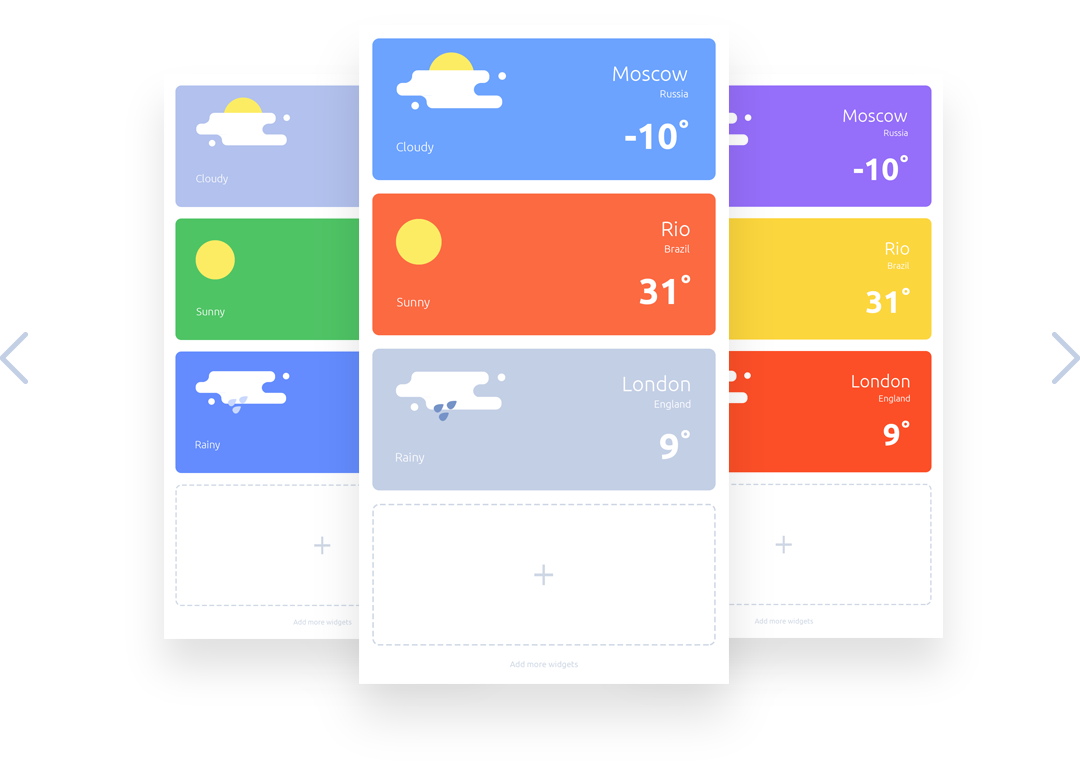 Cloudy
Sunny
Rainy
Add more widgets
Moscow
Russia
-10°
Cloudy
Rio
Brazil
31°
Sunny
London
England
9°
Rainy
Add more widgets
Moscow
Russia
-10°
Rio
Brazil
31°
London
England
9°
Add more widgets